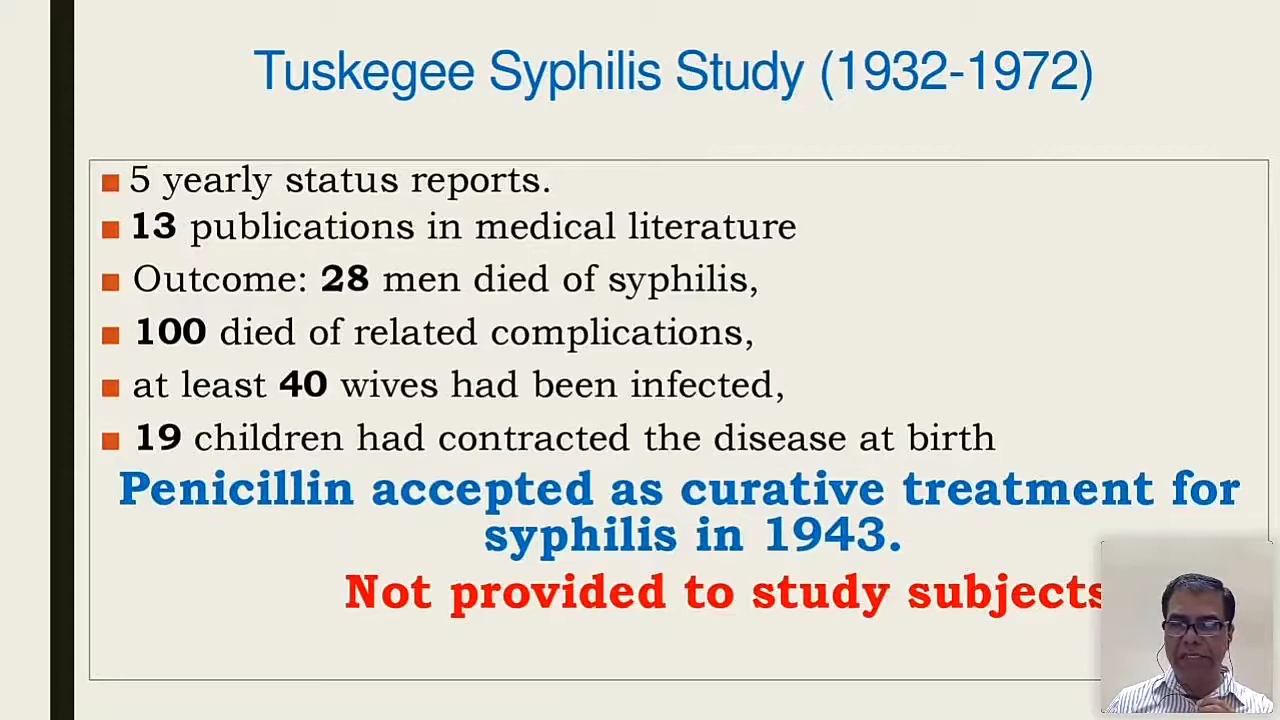 Tuskegee Syphilis Study (1932-1972)
5 yearly status reports.
13 publications in medical literature
Outcome: 28 men died of syphilis,
100 died of related complications,
at least 40 wives had been infected,
19 children had contracted the disease at birth
Penicillin accepted as curative treatment for
syphilis in 1943.
Not provided to study subjects